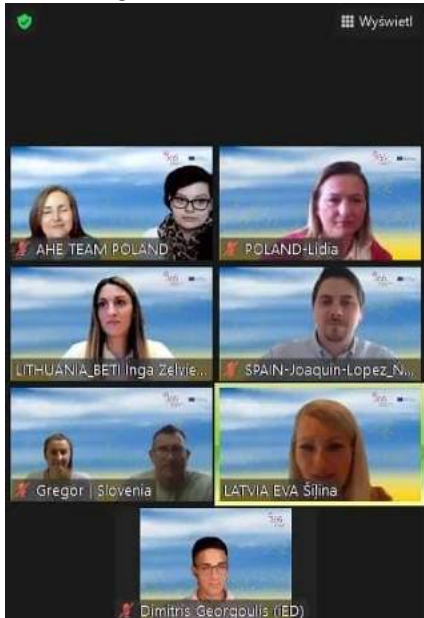 Wyświetl
AHE TEAM POLAND
POLAND-Lidia
LITHUANIA_BETI Inga Zelvie...
SPAIN-Joaquin-Lopez_N...
Gregor | Slovenia
LATVIA EVA Šiļina
Dimitris Georgoulis (iED)